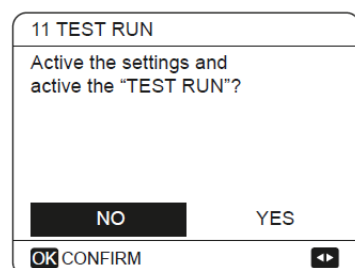 11 TEST RUN
Active the settings and
active the “TEST RUN”?
NO YES
OK CONFIRM